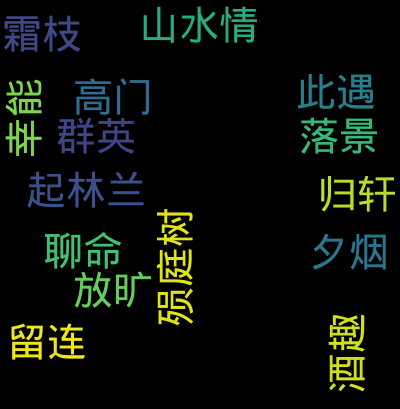 山水情
霜枝
高门
此遇
幸能
群英
落景
起林兰
归轩
聊命
夕烟
放旷
殒庭树
留连
酒趣